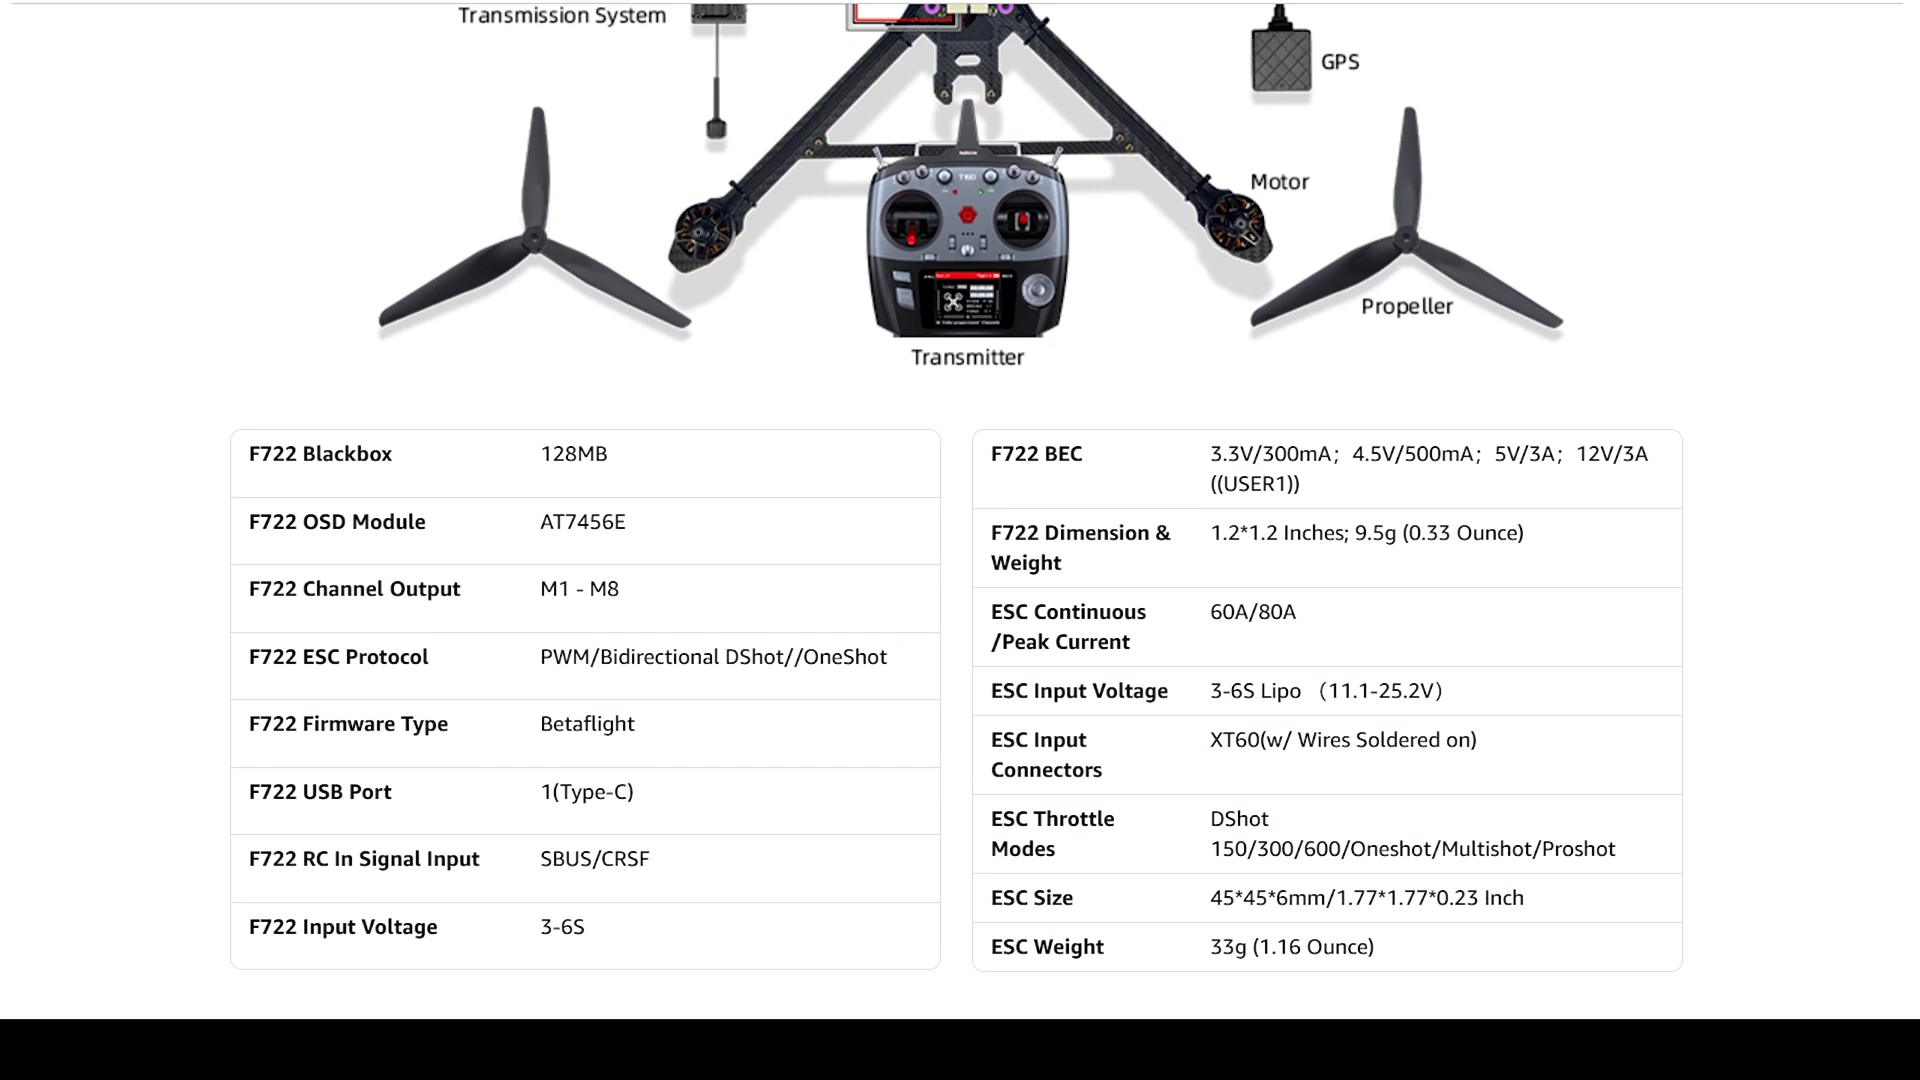 Transmission System
GPS
Motor
T16D
Propeller
Transmitter
F722 Blackbox 128MB
F722 OSD Module AT7456E
F722 Channel Output M1 - M8
F722 ESC Protocol PWM/Bidirectional DShot//OneShot
F722 Firmware Type Betaflight
F722 USB Port 1(Type-C)
F722 RC In Signal Input SBUS/CRSF
F722 Input Voltage 3-6S
F722 BEC 3.3V/300mA；4.5V/500mA；5V/3A；12V/3A
((USER1))
F722 Dimension & 1.2*1.2 Inches; 9.5g (0.33 Ounce)
Weight
ESC Continuous 60A/80A
/Peak Current
ESC Input Voltage 3-6S Lipo （11.1-25.2V）
ESC Input XT60(w/ Wires Soldered on)
Connectors
ESC Throttle DShot
Modes 150/300/600/Oneshot/Multishot/Proshot
ESC Size 45*45*6mm/1.77*1.77*0.23 Inch
ESC Weight 33g (1.16 Ounce)